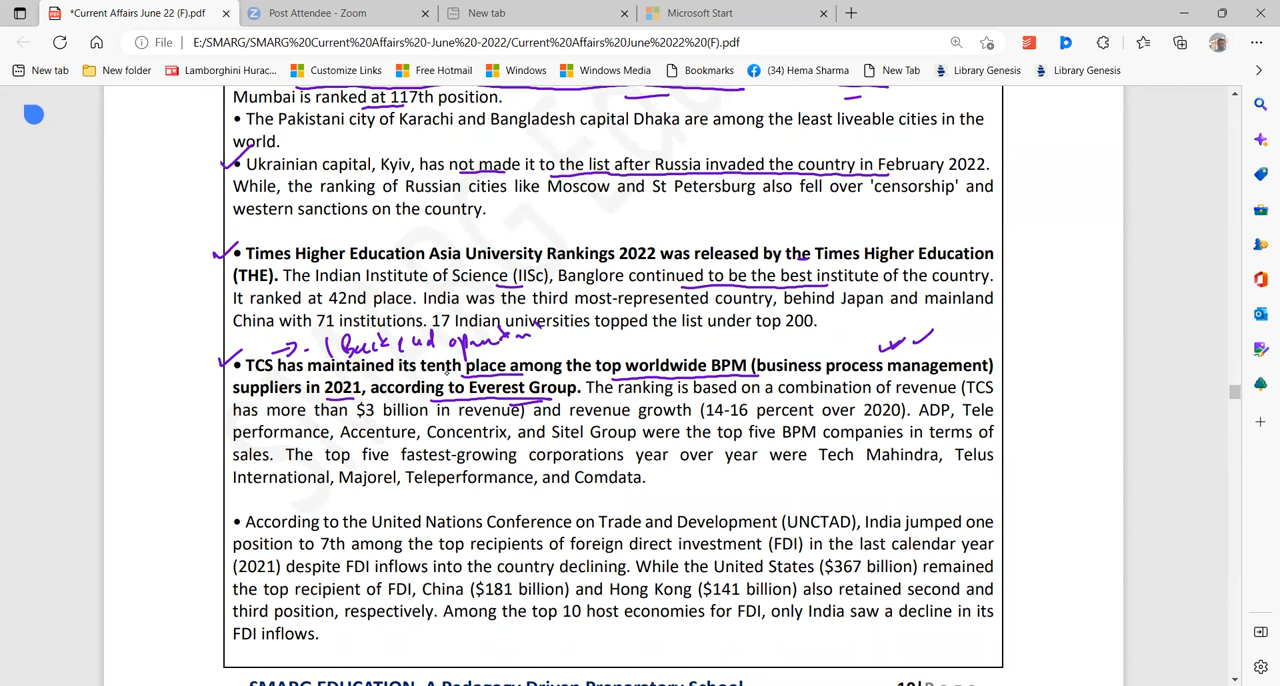 *Current Affairs June 22 (F).pdf
Post Attendee - Zoom
New tab
Microsoft Start
File
E:/SMARG/SMARG%20Current%20Affairs%20-June%20-2022/Current%20Affairs%20June%2022%20(F).pdf
New tab
New folder
Lamborghini Hurac...
Customize Links
Free Hotmail
Windows
Windows Media
Bookmarks
(34) Hema Sharma
New Tab
Library Genesis
Library Genesis
Mumbai is ranked at 117th position.
• The Pakistani city of Karachi and Bangladesh capital Dhaka are among the least liveable cities in the
world.
• Ukrainian capital, Kyiv, has not made it to the list after Russia invaded the country in February 2022.
While, the ranking of Russian cities like Moscow and St Petersburg also fell over 'censorship' and
western sanctions on the country.
• Times Higher Education Asia University Rankings 2022 was released by the Times Higher Education
(THE). The Indian Institute of Science (IISc), Banglore continued to be the best institute of the country.
It ranked at 42nd place. India was the third most-represented country, behind Japan and mainland
China with 71 institutions. 17 Indian universities topped the list under top 200.
• TCS has maintained its tenth place among the top worldwide BPM (business process management)
suppliers in 2021, according to Everest Group. The ranking is based on a combination of revenue (TCS
has more than $3 billion in revenue) and revenue growth (14-16 percent over 2020). ADP, Tele
performance, Accenture, Concentrix, and Sitel Group were the top five BPM companies in terms of
sales. The top five fastest-growing corporations year over year were Tech Mahindra, Telus
International, Majorel, Teleperformance, and Comdata.
• According to the United Nations Conference on Trade and Development (UNCTAD), India jumped one
position to 7th among the top recipients of foreign direct investment (FDI) in the last calendar year
(2021) despite FDI inflows into the country declining. While the United States ($367 billion) remained
the top recipient of FDI, China ($181 billion) and Hong Kong ($141 billion) also retained second and
third position, respectively. Among the top 10 host economies for FDI, only India saw a decline in its
FDI inflows.
SMARG EDUCATION- A Pedagogy Driven Preparatory School